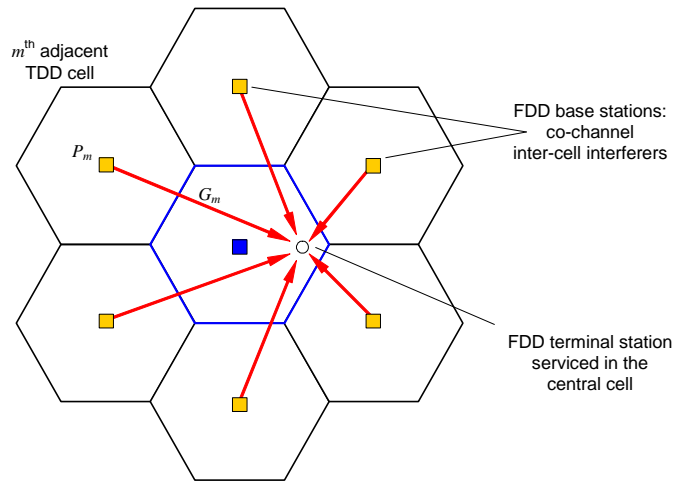 m^th adjacent
TDD cell
FDD base stations:
co-channel
inter-cell interferers
P_m
G_m
FDD terminal station
serviced in the
central cell